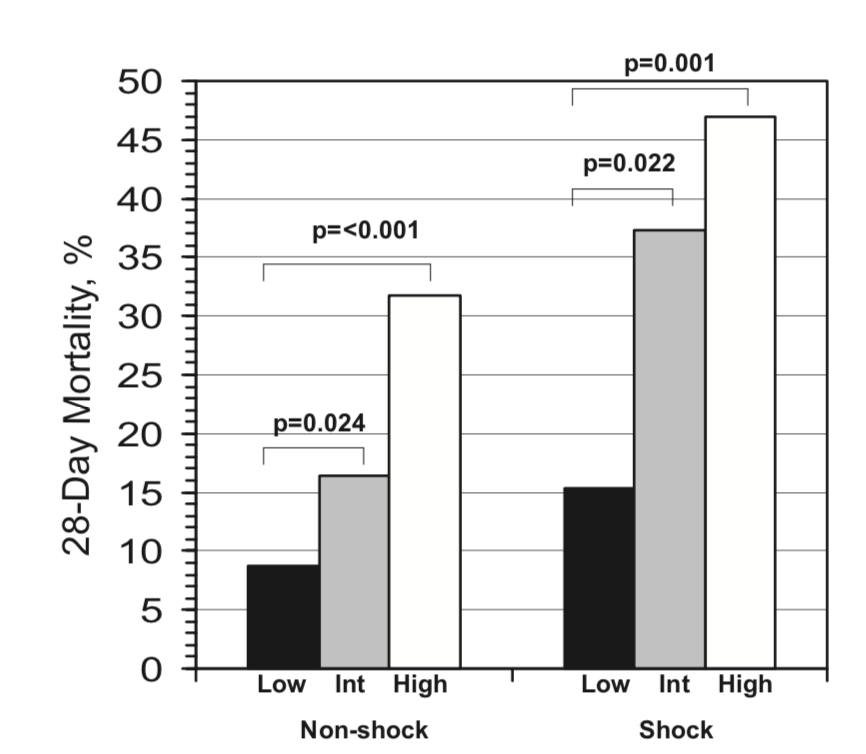 p=0.001
50
45
p=0.022
40
p=<0.001
35
30
25
p=0.024
20
15
10
5
0
28-Day Mortality, %
Low Int High Low Int High
Non-shock Shock